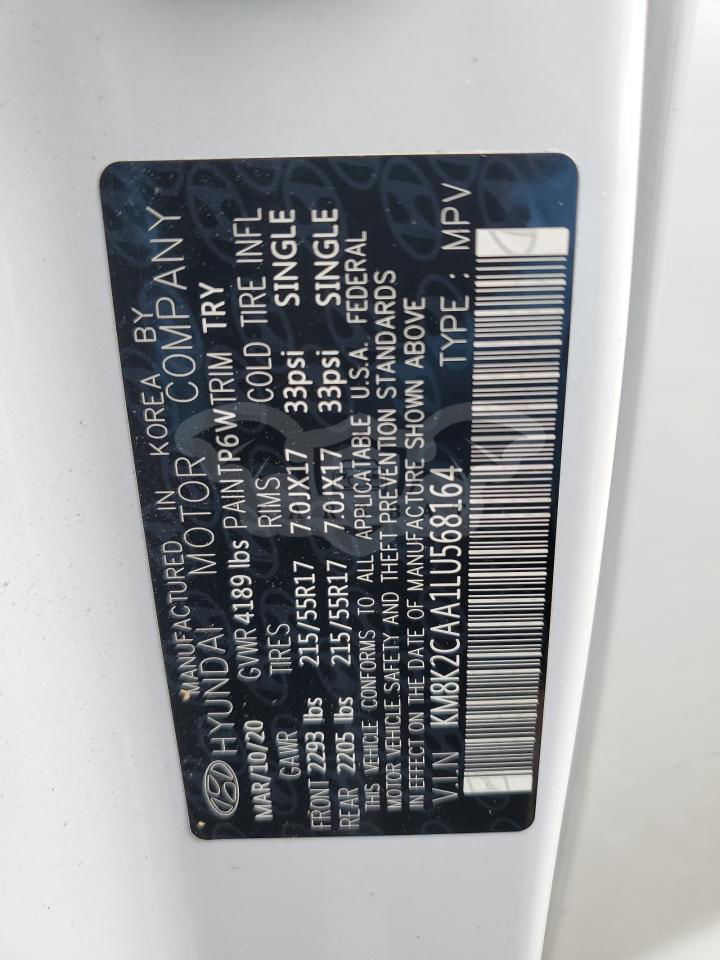 MANUFACTURED IN KOREA BY
HYUNDAI MOTOR COMPANY
MAR/10/20 GVWR 4189 lbs PAINT P6W TRIM TRY
GAWR TIRES RIMS COLD TIRE INFL
FRONT 2293 lbs 215/55R17 7.0JX17 33psi SINGLE
REAR 2205 lbs 215/55R17 7.0JX17 33psi SINGLE
THIS VEHICLE CONFORMS TO ALL APPLICABLE U.S.A. FEDERAL
MOTOR VEHICLE SAFETY AND THEFT PREVENTION STANDARDS
IN EFFECT ON THE DATE OF MANUFACTURE SHOWN ABOVE
VIN KM8K2CAA1LU568164 TYPE : MPV